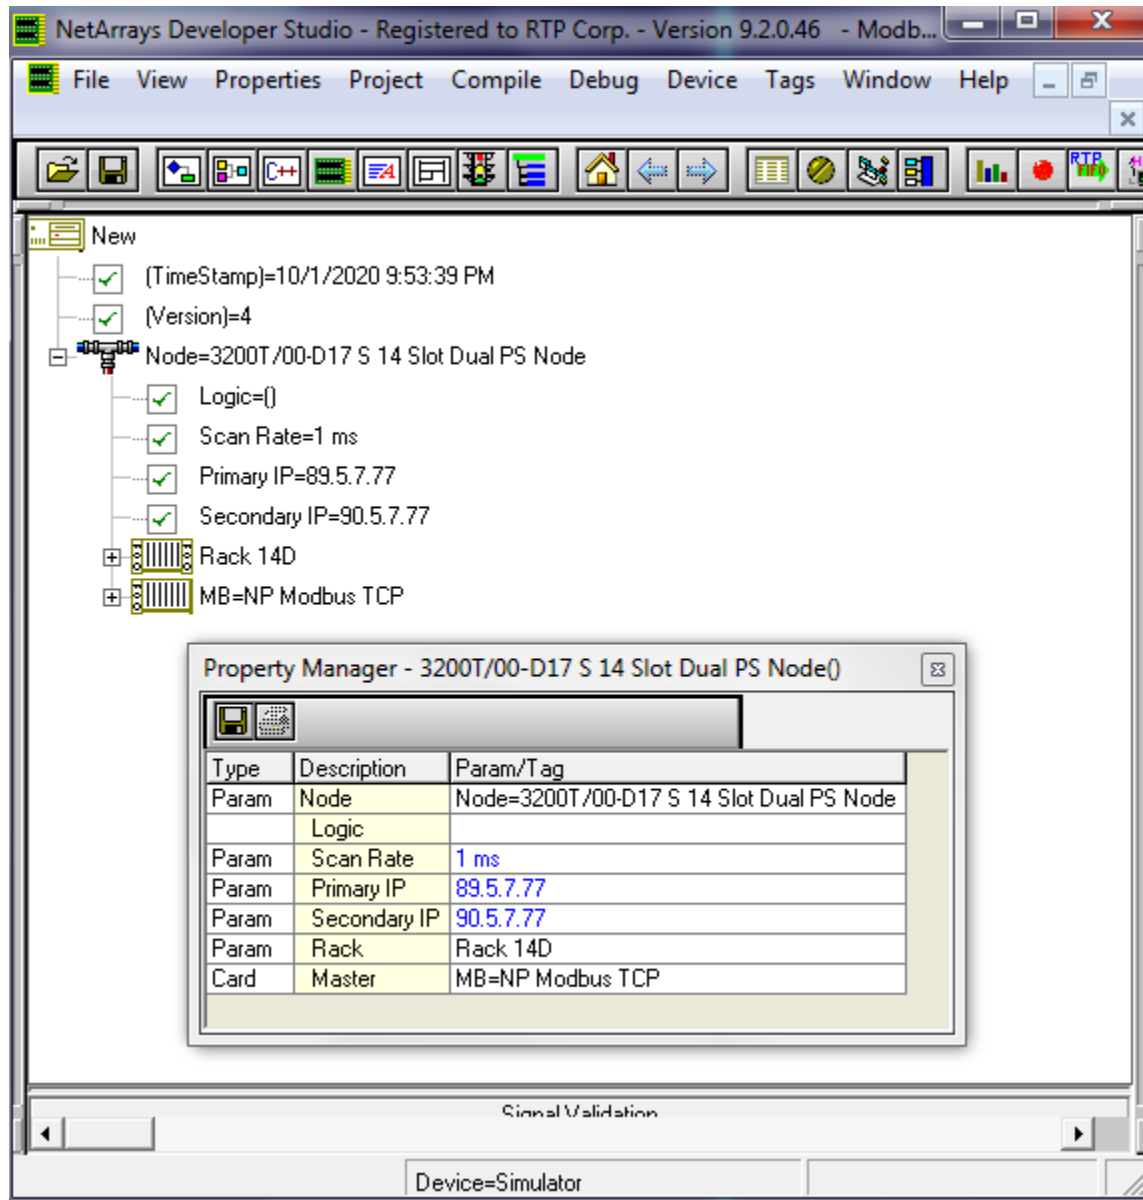 NetArrays Developer Studio - Registered to RTP Corp. - Version 9.2.0.46 - Modb...
File View Properties Project Compile Debug Device Tags Window Help
C++ A RTP
FIFO
New
(TimeStamp)=10/1/2020 9:53:39 PM
(Version)=4
Node=3200T/00-D17 S 14 Slot Dual PS Node
Logic=()
Scan Rate=1 ms
Primary IP=89.5.7.77
Secondary IP=90.5.7.77
Rack 14D
MB=NP Modbus TCP
Property Manager - 3200T/00-D17 S 14 Slot Dual PS Node()
Type Description Param/Tag
Param Node Node=3200T/00-D17 S 14 Slot Dual PS Node
Logic
Param Scan Rate 1 ms
Param Primary IP 89.5.7.77
Param Secondary IP 90.5.7.77
Param Rack Rack 14D
Card Master MB=NP Modbus TCP
Signal Validation
Device=Simulator